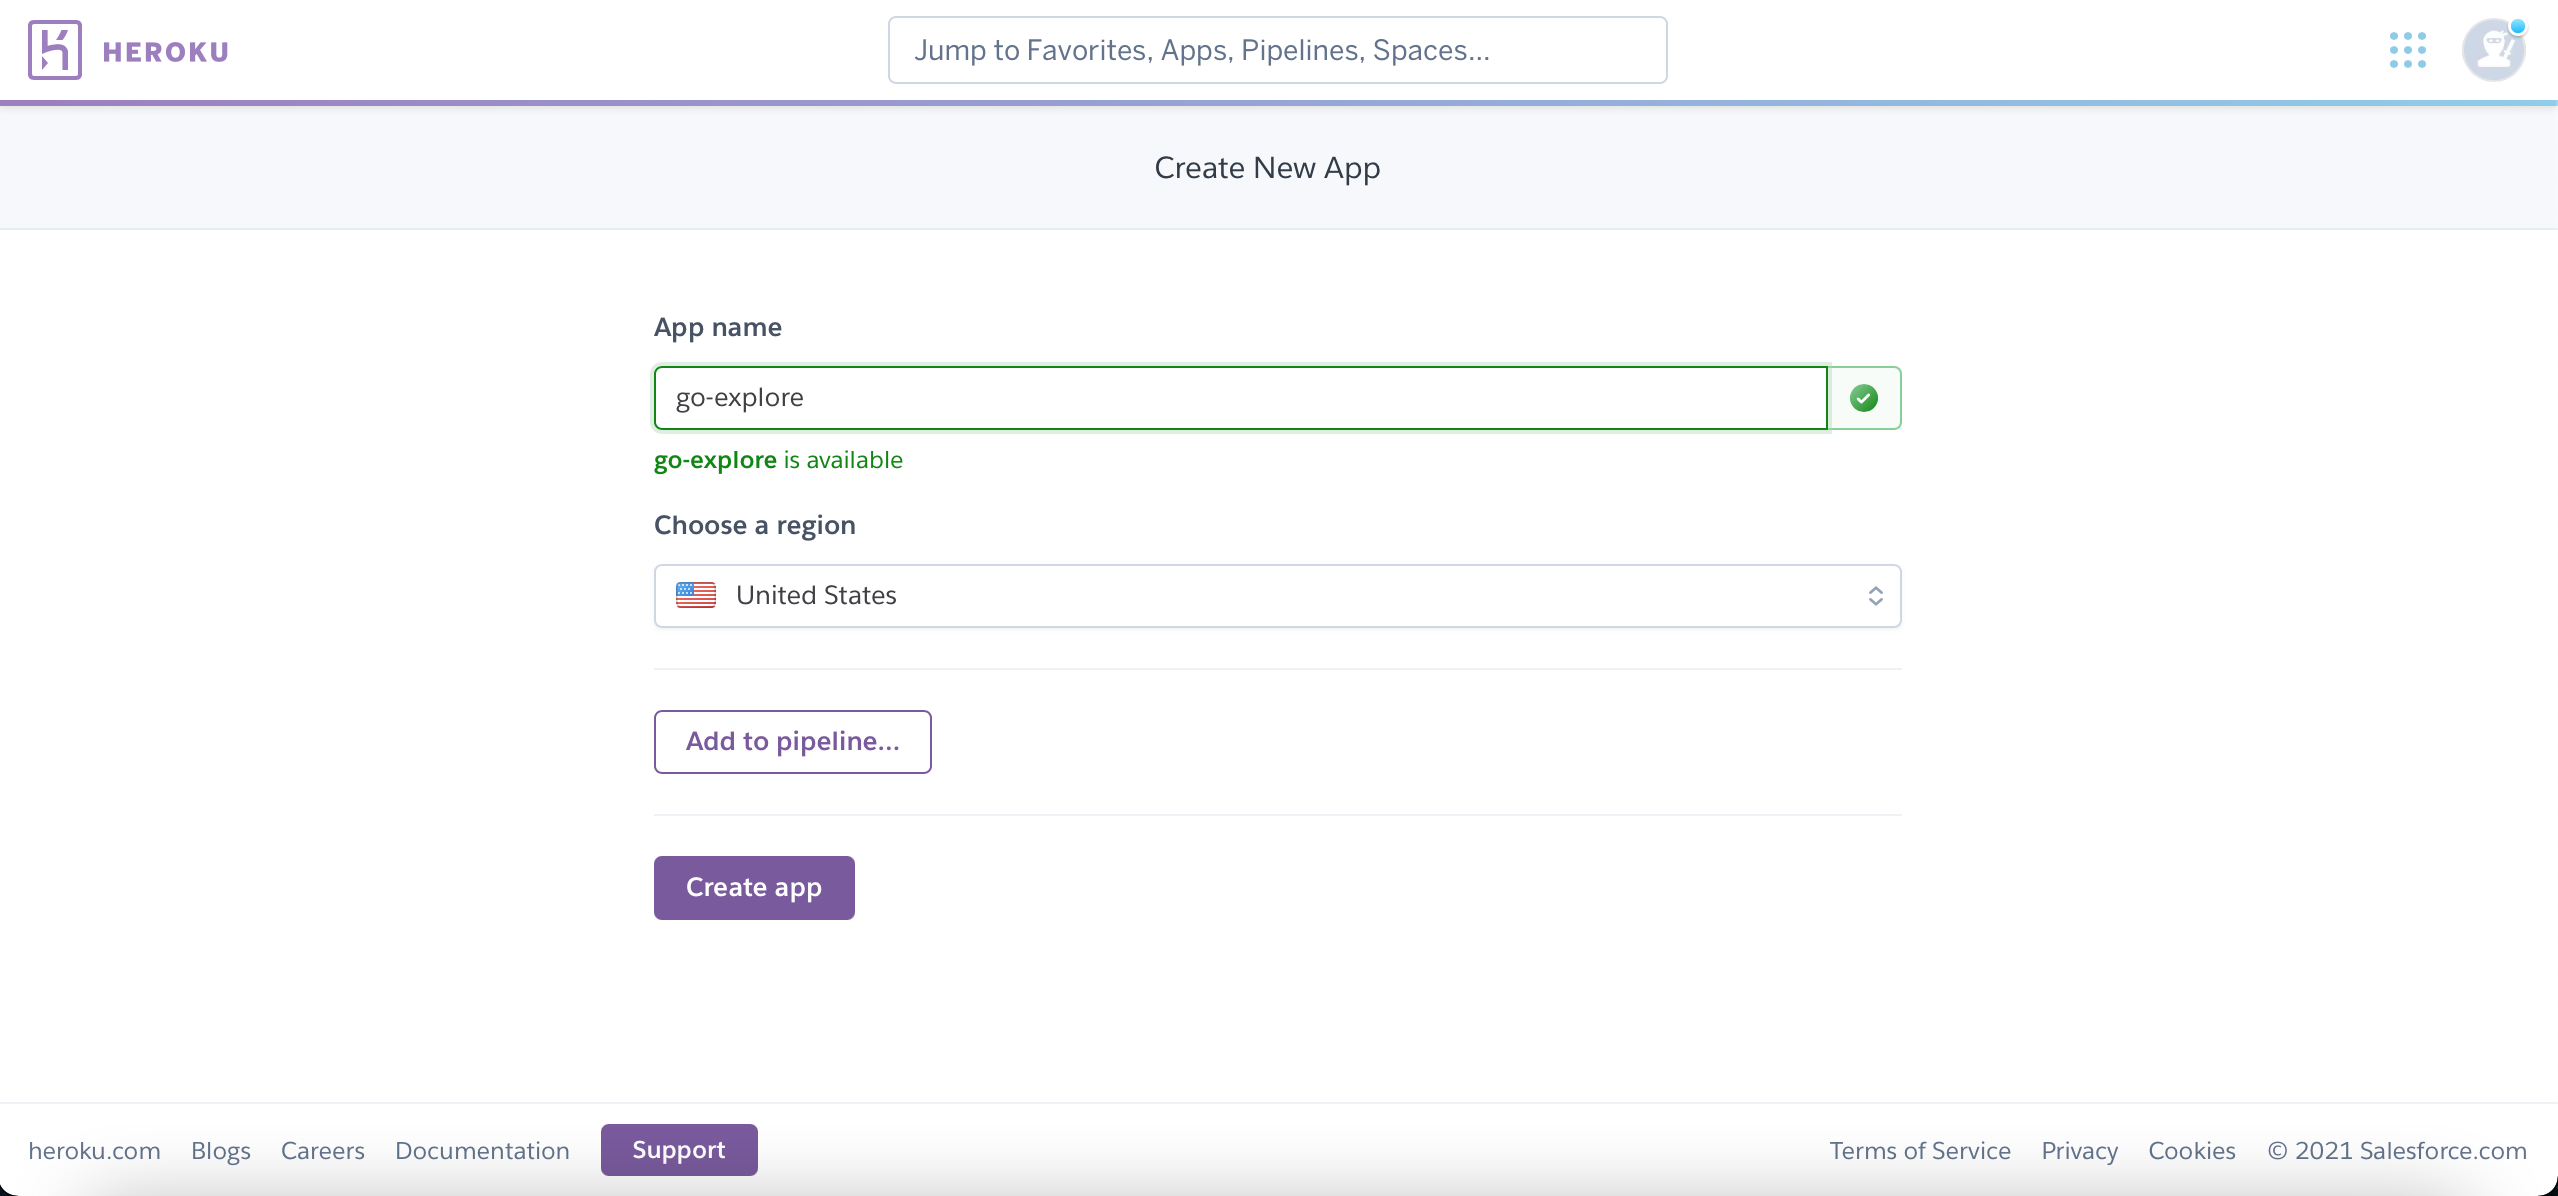 HEROKU
Jump to Favorites, Apps, Pipelines, Spaces...
Create New App
App name
go-explore
go-explore is available
Choose a region
United States
Add to pipeline...
Create app
heroku.com Blogs Careers Documentation Support Terms of Service Privacy Cookies © 2021 Salesforce.com